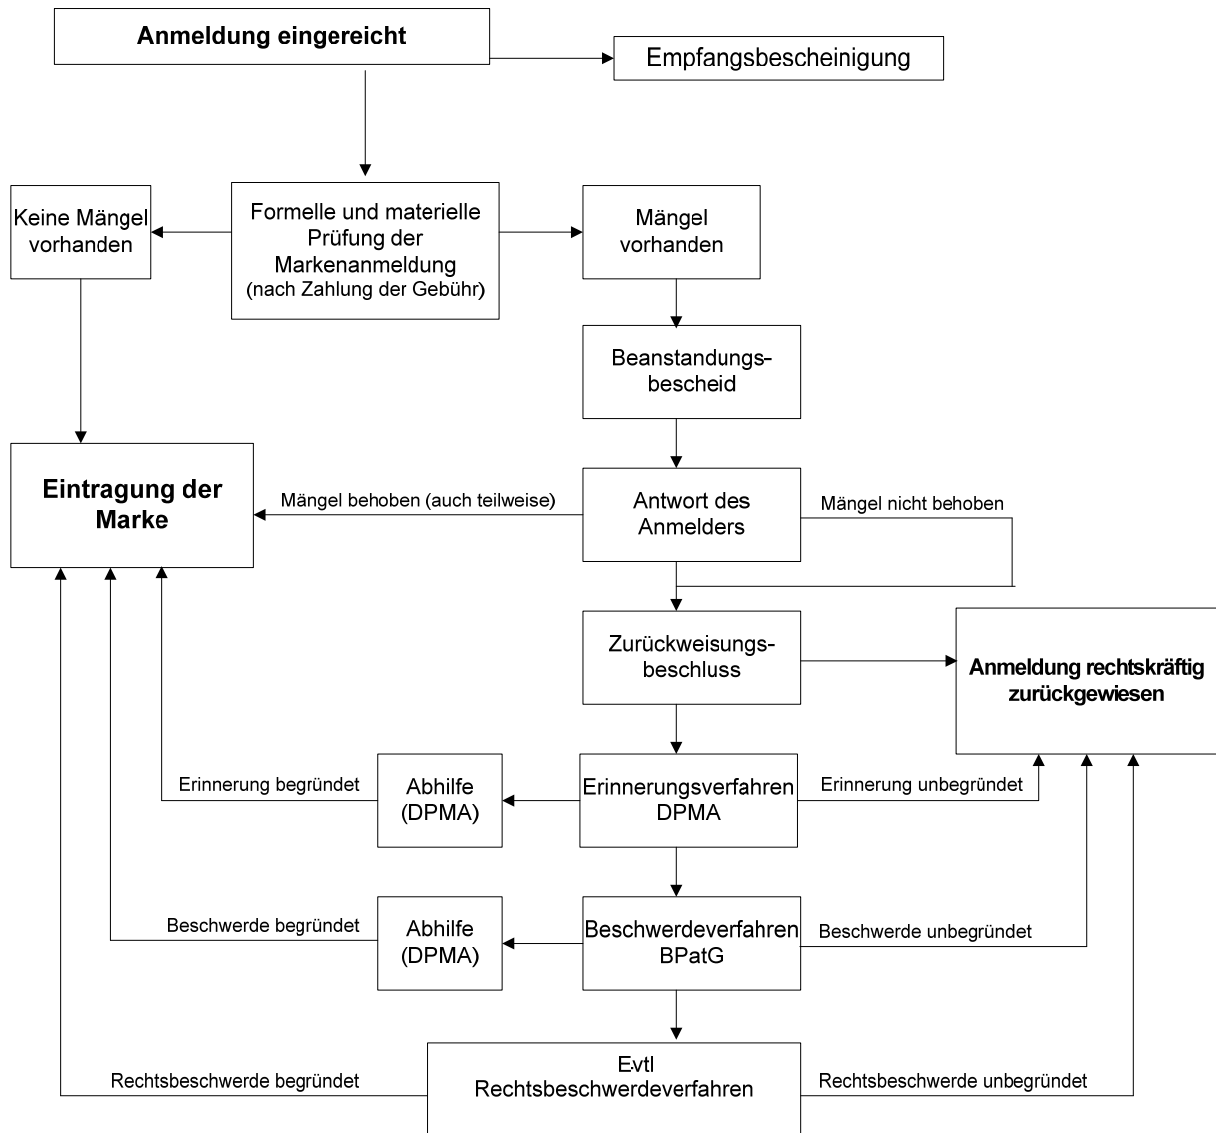 Anmeldung eingereicht
Empfangsbescheinigung
Keine Mängel
vorhanden
Formelle und materielle
Prüfung der
Markenanmeldung
(nach Zahlung der Gebühr)
Mängel
vorhanden
Beanstandungs-
bescheid
Eintragung der
Marke
Mängel behoben (auch teilweise)
Antwort des
Anmelders
Mängel nicht behoben
Zurückweisungs-
beschluss
Anmeldung rechtskräftig
zurückgewiesen
Erinnerung begründet
Abhilfe
(DPMA)
Erinnerungsverfahren
DPMA
Erinnerung unbegründet
Beschwerde begründet
Abhilfe
(DPMA)
Beschwerdeverfahren
BPatG
Beschwerde unbegründet
Rechtsbeschwerde begründet
Evtl
Rechtsbeschwerdeverfahren
Rechtsbeschwerde unbegründet